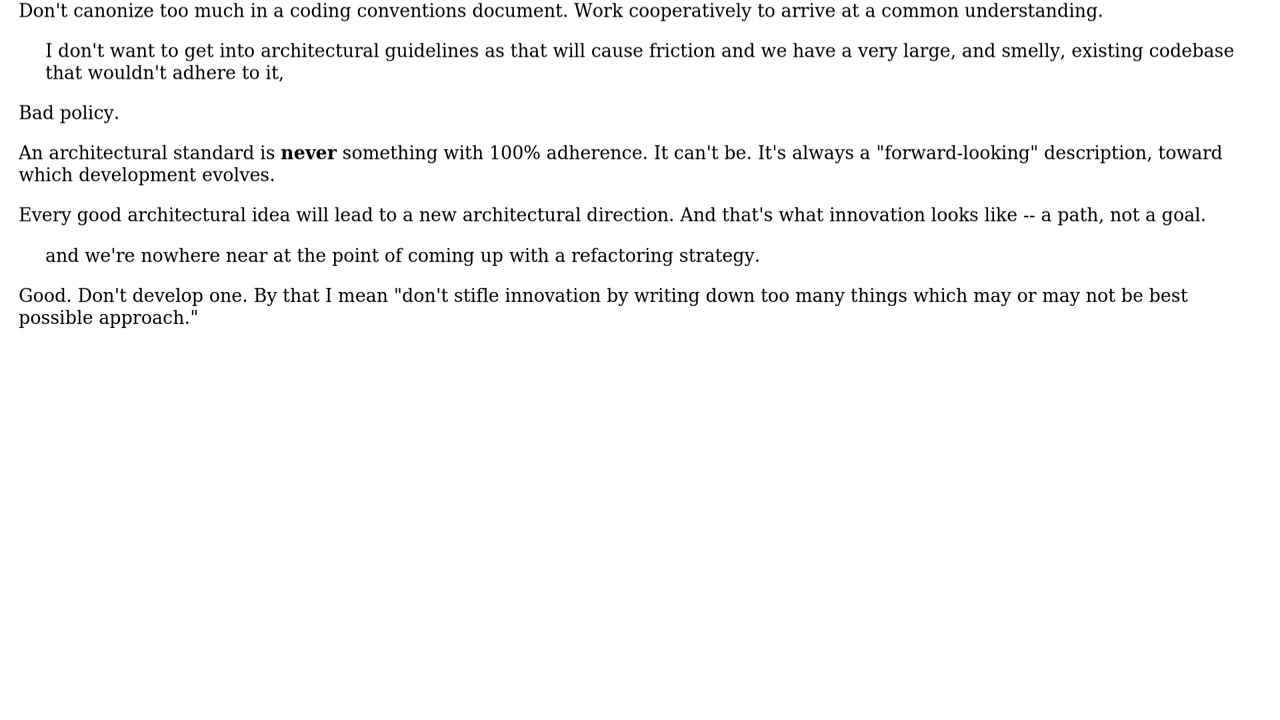 Don't canonize too much in a coding conventions document. Work cooperatively to arrive at a common understanding.
I don't want to get into architectural guidelines as that will cause friction and we have a very large, and smelly, existing codebase
that wouldn't adhere to it,
Bad policy.
An architectural standard is never something with 100% adherence. It can't be. It's always a "forward-looking" description, toward
which development evolves.
Every good architectural idea will lead to a new architectural direction. And that's what innovation looks like -- a path, not a goal.
and we're nowhere near at the point of coming up with a refactoring strategy.
Good. Don't develop one. By that I mean "don't stifle innovation by writing down too many things which may or may not be best
possible approach."